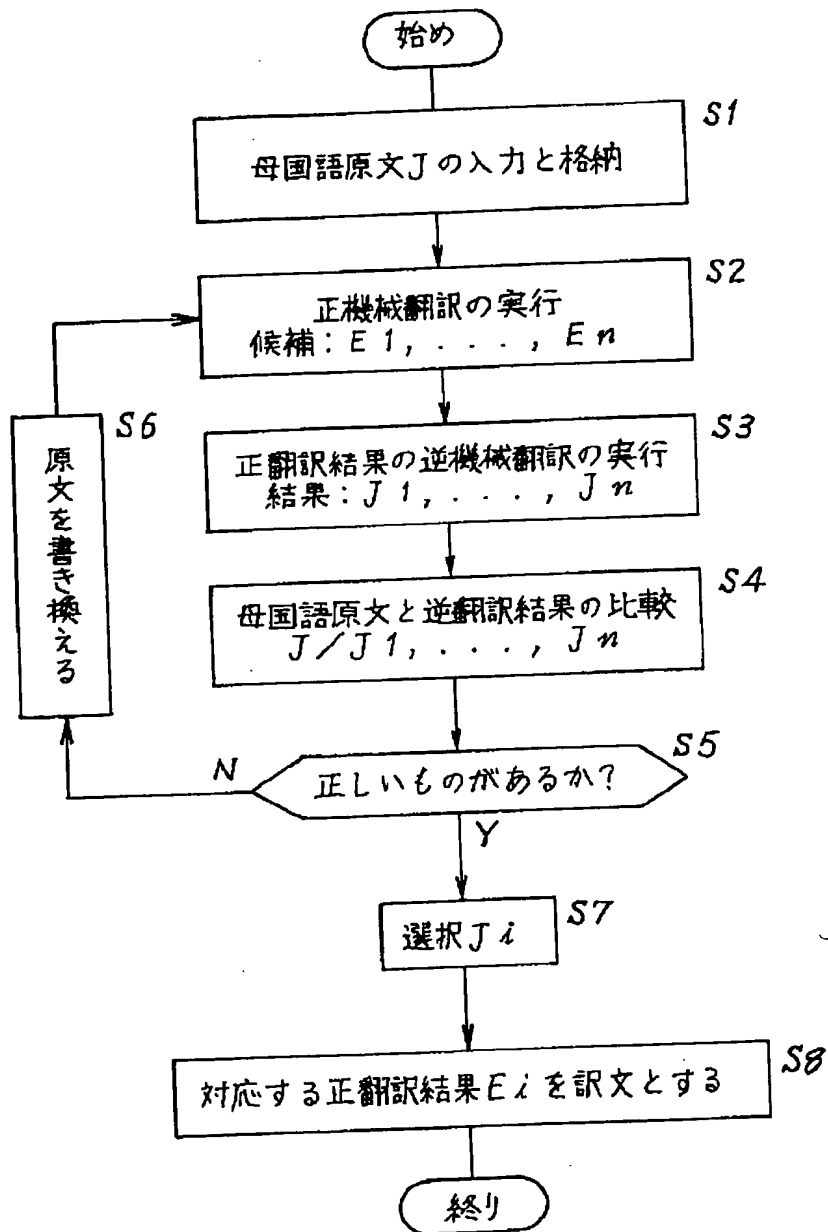 始め
S1
母国語原文Jの入力と格納
S2
正機械翻訳の実行
候補：E1, . . . , En
S3
正翻訳結果の逆機械翻訳の実行
結果：J1, . . . , Jn
S4
母国語原文と逆翻訳結果の比較
J／J1, . . . , Jn
S5
正しいものがあるか？
N
Y
S6
原文を書き換える
S7
選択Ji
S8
対応する正翻訳結果Eiを訳文とする
終り